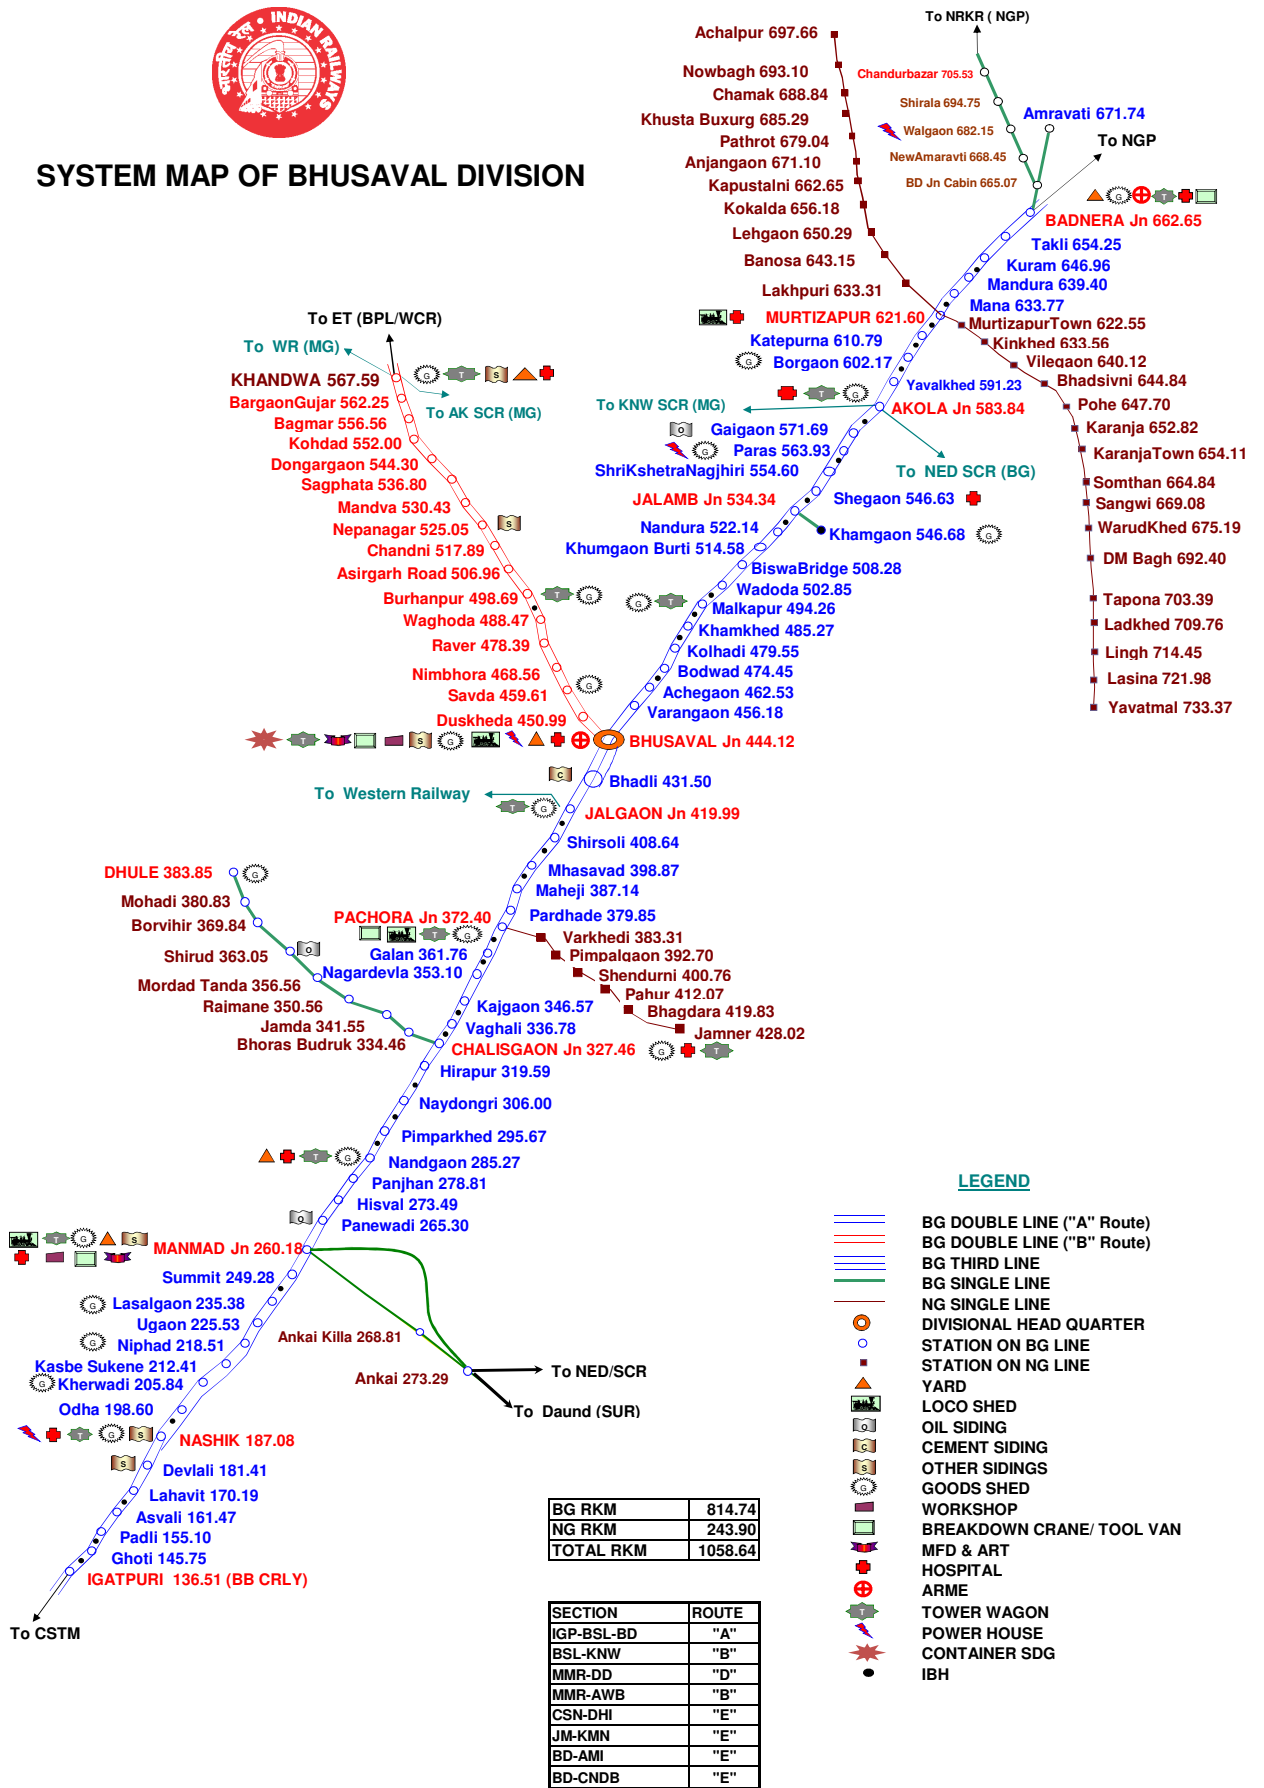 भारतीय रेल • INDIAN RAILWAYS
SYSTEM MAP OF BHUSAVAL DIVISION
To NRKR ( NGP)
Achalpur 697.66
Nowbagh 693.10
Chamak 688.84
Khusta Buxurg 685.29
Pathrot 679.04
Anjangaon 671.10
Kapustalni 662.65
Kokalda 656.18
Lehgaon 650.29
Banosa 643.15
Lakhpuri 633.31
Chandurbazar 705.53
Shirala 694.75
Walgaon 682.15
NewAmaravti 668.45
BD Jn Cabin 665.07
Amravati 671.74
To NGP
G
T
BADNERA Jn 662.65
Takli 654.25
Kuram 646.96
Mandura 639.40
Mana 633.77
MURTIZAPUR 621.60
Katepurna 610.79
G
Borgaon 602.17
Yavalkhed 591.23
T
G
AKOLA Jn 583.84
To KNW SCR (MG)
To NED SCR (BG)
O
Gaigaon 571.69
G
Paras 563.93
ShriKshetraNagjhiri 554.60
Shegaon 546.63
JALAMB Jn 534.34
Khamgaon 546.68
G
Nandura 522.14
Khumgaon Burti 514.58
BiswaBridge 508.28
Wadoda 502.85
G
T
Malkapur 494.26
Khamkhed 485.27
Kolhadi 479.55
Bodwad 474.45
Achegaon 462.53
Varangaon 456.18
MurtizapurTown 622.55
Kinkhed 633.56
Vilegaon 640.12
Bhadsivni 644.84
Pohe 647.70
Karanja 652.82
KaranjaTown 654.11
Somthan 664.84
Sangwi 669.08
WarudKhed 675.19
DM Bagh 692.40
Tapona 703.39
Ladkhed 709.76
Lingh 714.45
Lasina 721.98
Yavatmal 733.37
To ET (BPL/WCR)
To WR (MG)
G
T
S
KHANDWA 567.59
To AK SCR (MG)
BargaonGujar 562.25
Bagmar 556.56
Kohdad 552.00
Dongargaon 544.30
Sagphata 536.80
Mandva 530.43
Nepanagar 525.05
S
Chandni 517.89
Asirgarh Road 506.96
Burhanpur 498.69
T
G
Waghoda 488.47
Raver 478.39
Nimbhora 468.56
G
Savda 459.61
Duskheda 450.99
T
S
G
BHUSAVAL Jn 444.12
C
Bhadli 431.50
To Western Railway
T
G
JALGAON Jn 419.99
Shirsoli 408.64
Mhasavad 398.87
Maheji 387.14
Pardhade 379.85
PACHORA Jn 372.40
T
G
Galan 361.76
Nagardevla 353.10
Kajgaon 346.57
Vaghali 336.78
CHALISGAON Jn 327.46
G
T
Varkhedi 383.31
Pimpalgaon 392.70
Shendurni 400.76
Pahur 412.07
Bhagdara 419.83
Jamner 428.02
DHULE 383.85
G
Mohadi 380.83
Borvihir 369.84
Shirud 363.05
O
Mordad Tanda 356.56
Rajmane 350.56
Jamda 341.55
Bhoras Budruk 334.46
Hirapur 319.59
Naydongri 306.00
Pimparkhed 295.67
T
G
Nandgaon 285.27
Panjhan 278.81
Hisval 273.49
O
Panewadi 265.30
T
G
S
MANMAD Jn 260.18
Summit 249.28
G
Lasalgaon 235.38
Ugaon 225.53
G
Niphad 218.51
Kasbe Sukene 212.41
G
Kherwadi 205.84
Odha 198.60
Ankai Killa 268.81
Ankai 273.29
To NED/SCR
To Daund (SUR)
T
G
S
NASHIK 187.08
S
Devlali 181.41
Lahavit 170.19
Asvali 161.47
Padli 155.10
Ghoti 145.75
IGATPURI 136.51 (BB CRLY)
To CSTM
BG RKM 814.74
NG RKM 243.90
TOTAL RKM 1058.64
SECTION ROUTE
IGP-BSL-BD "A"
BSL-KNW "B"
MMR-DD "D"
MMR-AWB "B"
CSN-DHI "E"
JM-KMN "E"
BD-AMI "E"
BD-CNDB "E"
LEGEND
BG DOUBLE LINE ("A" Route)
BG DOUBLE LINE ("B" Route)
BG THIRD LINE
BG SINGLE LINE
NG SINGLE LINE
DIVISIONAL HEAD QUARTER
STATION ON BG LINE
STATION ON NG LINE
YARD
LOCO SHED
O OIL SIDING
C CEMENT SIDING
S OTHER SIDINGS
G GOODS SHED
WORKSHOP
BREAKDOWN CRANE/ TOOL VAN
MFD & ART
HOSPITAL
ARME
T TOWER WAGON
POWER HOUSE
CONTAINER SDG
IBH